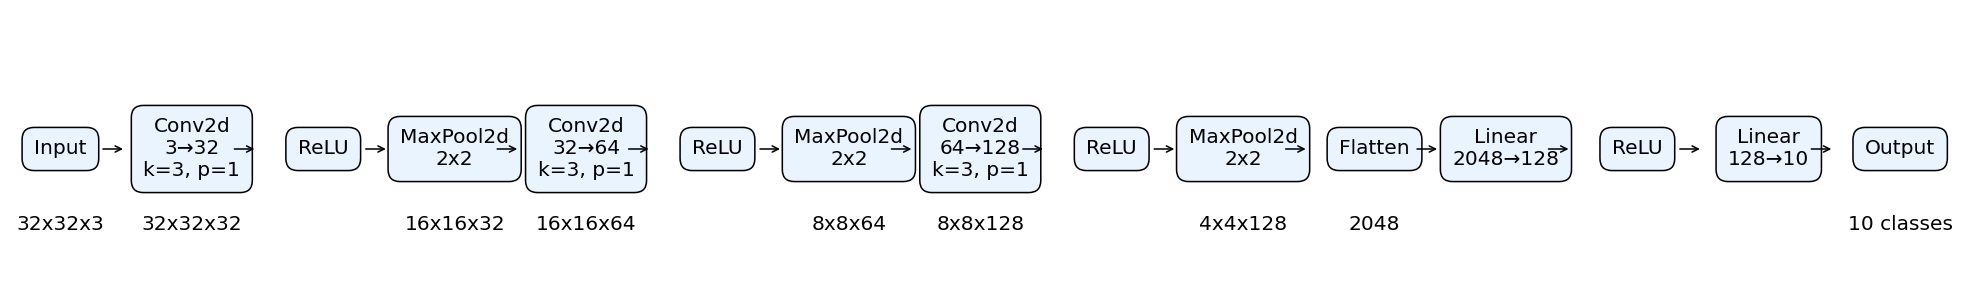 Input
Conv2d
3→32
k=3, p=1
ReLU
MaxPool2d
2x2
Conv2d
32→64
k=3, p=1
ReLU
MaxPool2d
2x2
Conv2d
64→128
k=3, p=1
ReLU
MaxPool2d
2x2
Flatten
Linear
2048→128
ReLU
Linear
128→10
Output
32x32x3
32x32x32
16x16x32
16x16x64
8x8x64
8x8x128
4x4x128
2048
10 classes